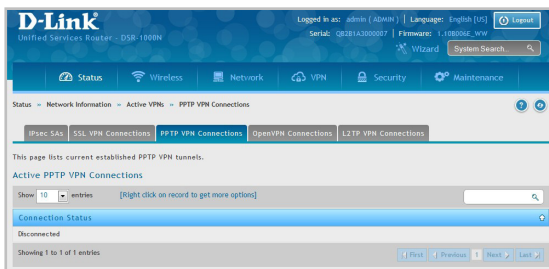 D-Link
Unified Services Router - DSR-1000N
Logged in as: admin ( ADMIN ) | Language: English [US]
Logout
Serial: QB2B1A3000007 | Firmware: 1.10B006E_WW
Wizard
System Search...
Status
Wireless
Network
VPN
Security
Maintenance
Status » Network Information » Active VPNs » PPTP VPN Connections
IPsec SAs
SSL VPN Connections
PPTP VPN Connections
OpenVPN Connections
L2TP VPN Connections
This page lists current established PPTP VPN tunnels.
Active PPTP VPN Connections
Show 10 entries [Right click on record to get more options]
Connection Status
Disconnected
Showing 1 to 1 of 1 entries
First Previous 1 Next Last